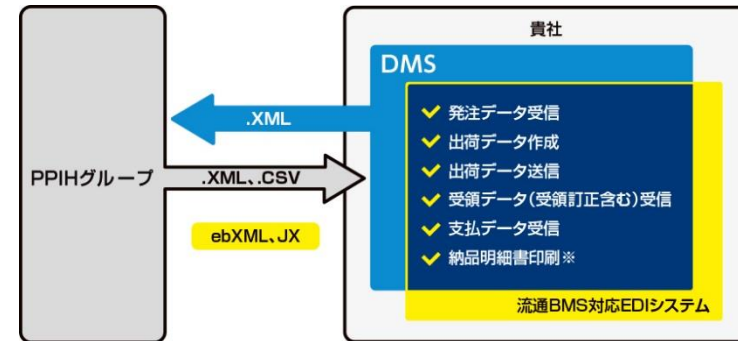 貴社
DMS
.XML
PPIHグループ
.XML、.CSV
ebXML、JX
発注データ受信
出荷データ作成
出荷データ送信
受領データ（受領訂正含む）受信
支払データ受信
納品明細書印刷※
流通BMS対応EDIシステム